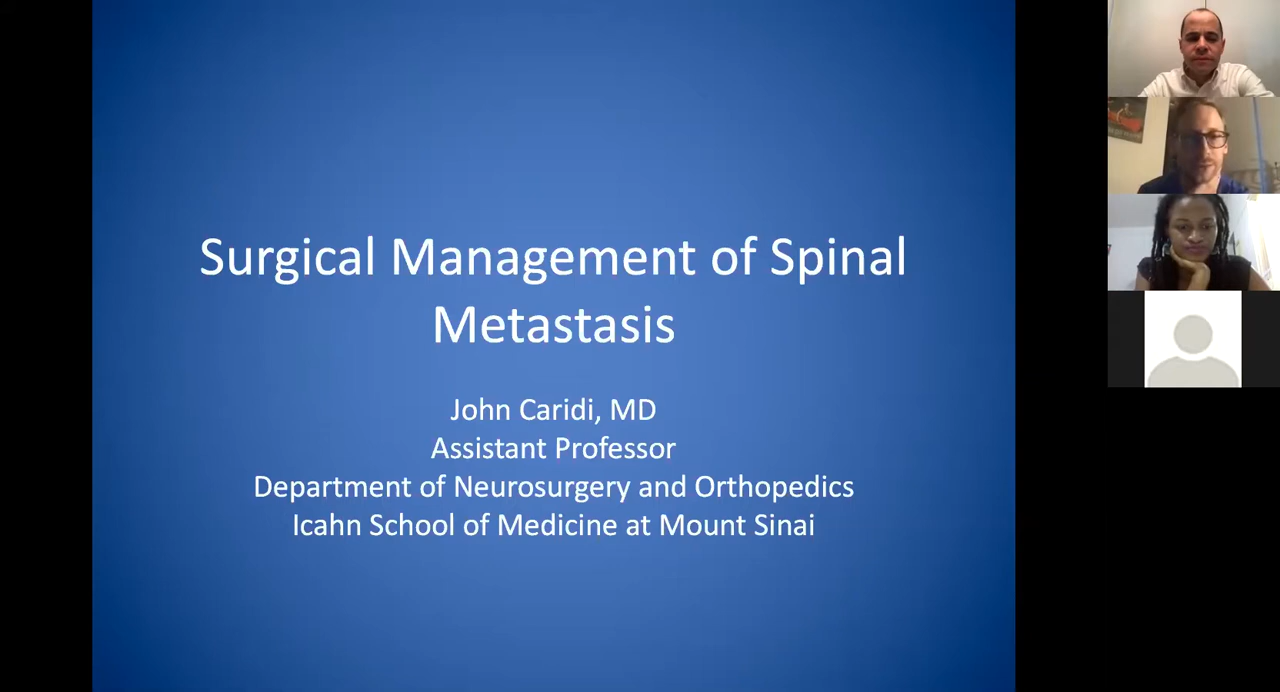 Surgical Management of Spinal
Metastasis
John Caridi, MD
Assistant Professor
Department of Neurosurgery and Orthopedics
Icahn School of Medicine at Mount Sinai